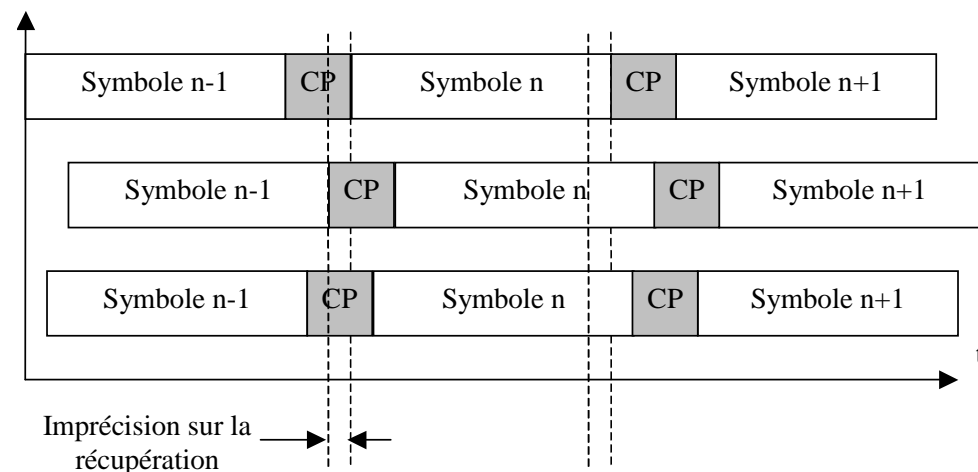 Symbole n-1 CP Symbole n CP Symbole n+1
Symbole n-1 CP Symbole n CP Symbole n+1
Symbole n-1 CP Symbole n CP Symbole n+1
t
Imprécision sur la
récupération